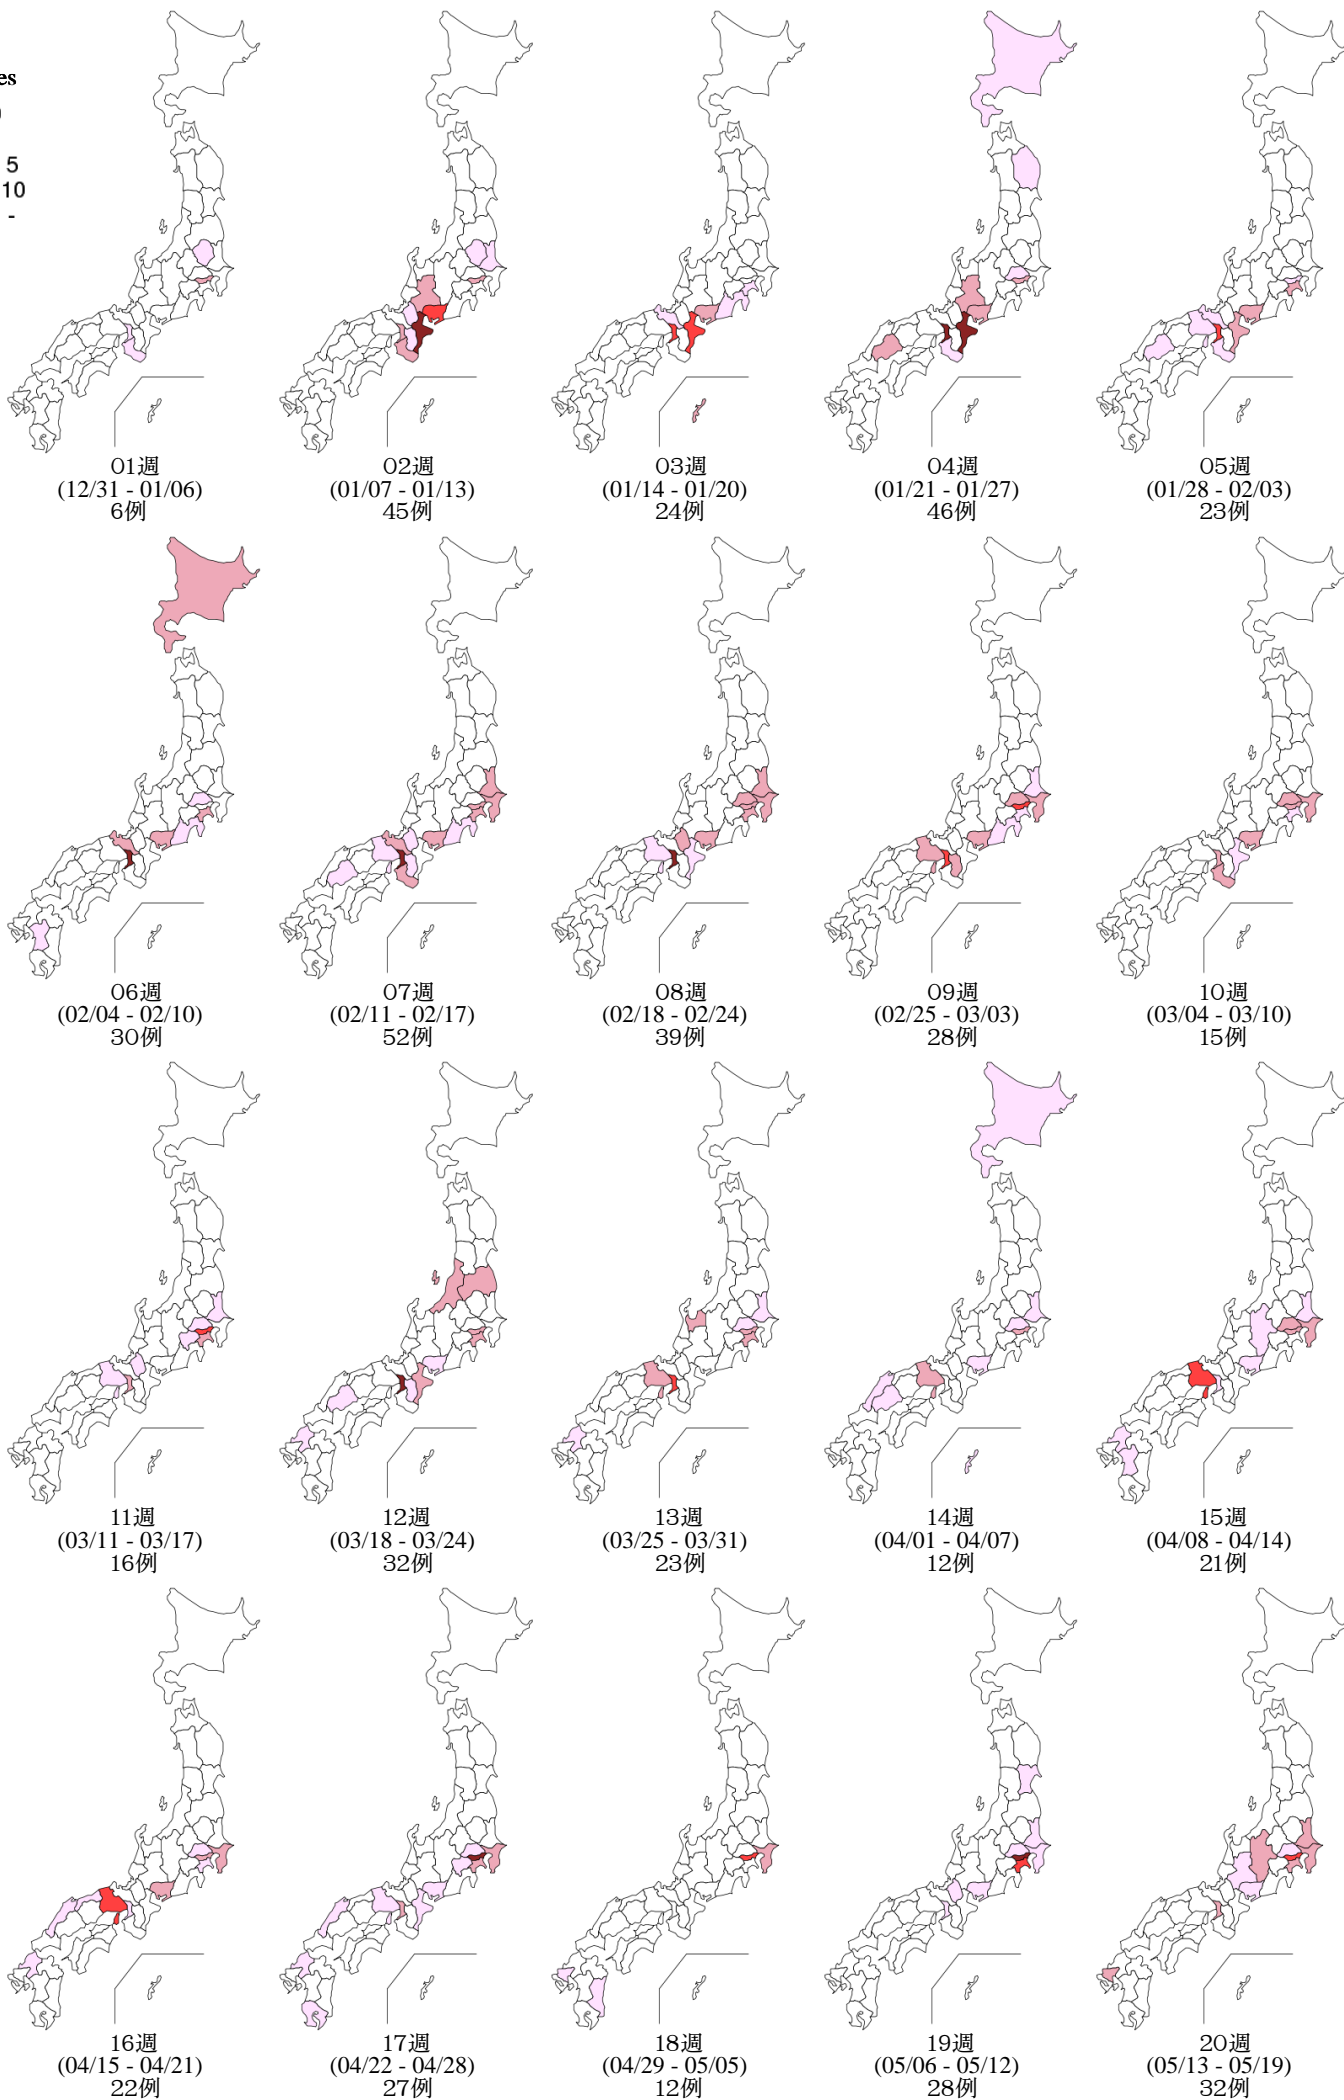 es
5
10
-
01週
(12/31 - 01/06)
6例
02週
(01/07 - 01/13)
45例
03週
(01/14 - 01/20)
24例
04週
(01/21 - 01/27)
46例
05週
(01/28 - 02/03)
23例
06週
(02/04 - 02/10)
30例
07週
(02/11 - 02/17)
52例
08週
(02/18 - 02/24)
39例
09週
(02/25 - 03/03)
28例
10週
(03/04 - 03/10)
15例
11週
(03/11 - 03/17)
16例
12週
(03/18 - 03/24)
32例
13週
(03/25 - 03/31)
23例
14週
(04/01 - 04/07)
12例
15週
(04/08 - 04/14)
21例
16週
(04/15 - 04/21)
22例
17週
(04/22 - 04/28)
27例
18週
(04/29 - 05/05)
12例
19週
(05/06 - 05/12)
28例
20週
(05/13 - 05/19)
32例